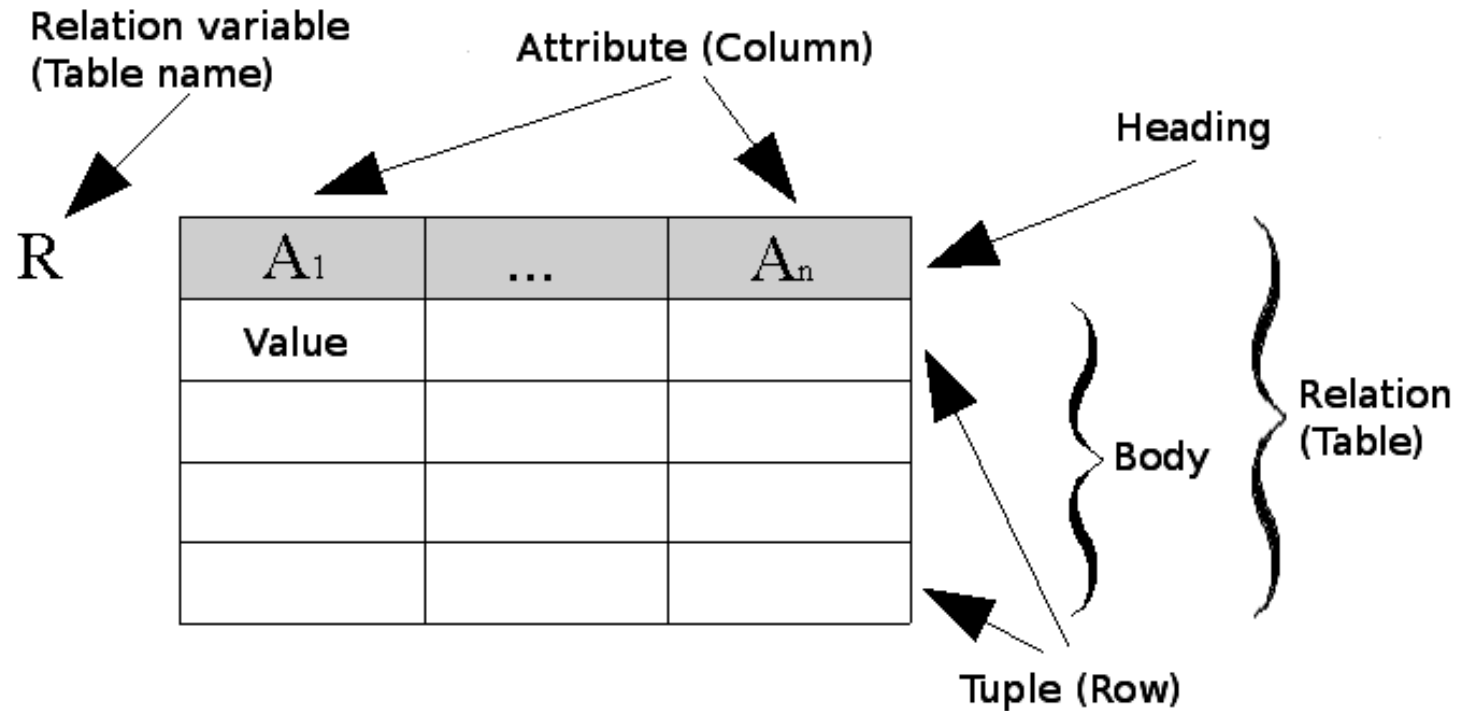 Relation variable
(Table name)
Attribute (Column)
Heading
R
A1
...
An
Value
Relation
(Table)
Body
Tuple (Row)